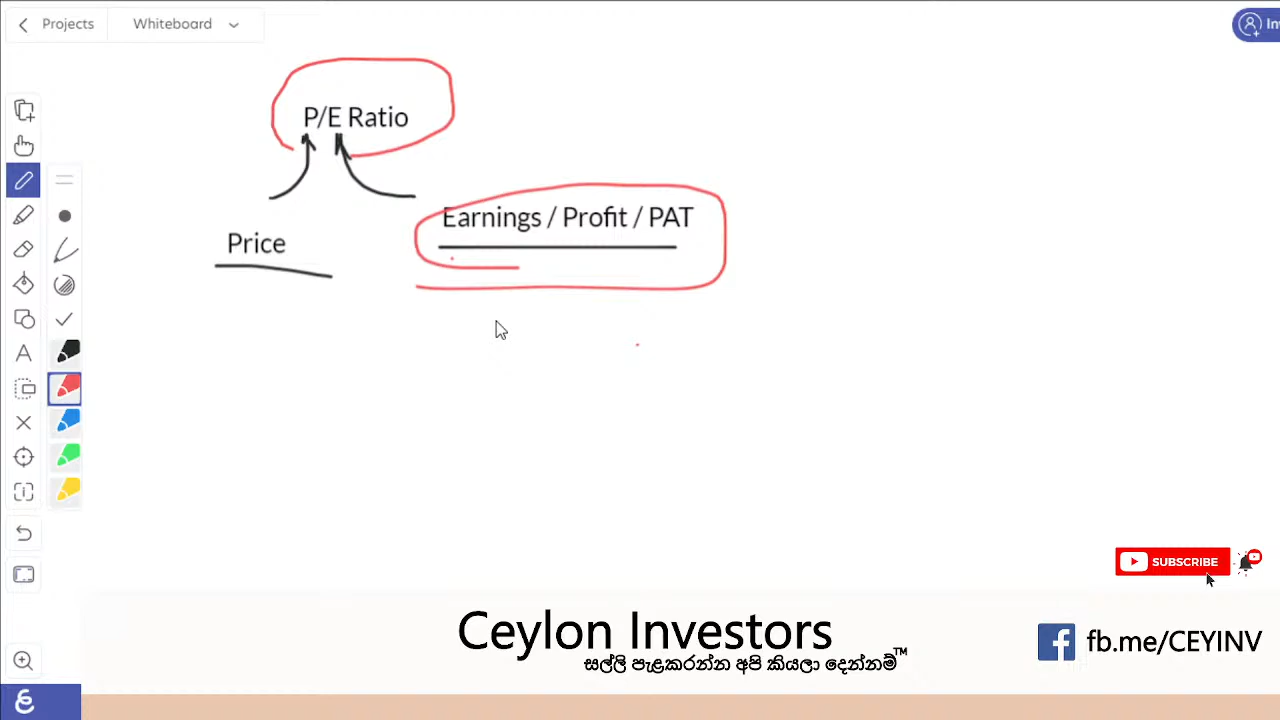 Projects
Whiteboard
In
P/E Ratio
Earnings / Profit / PAT
Price
SUBSCRIBE
Ceylon Investors
සල්ලි පැළකරන්න අපි කියලා දෙන්නම් ™
fb.me/CEYINV